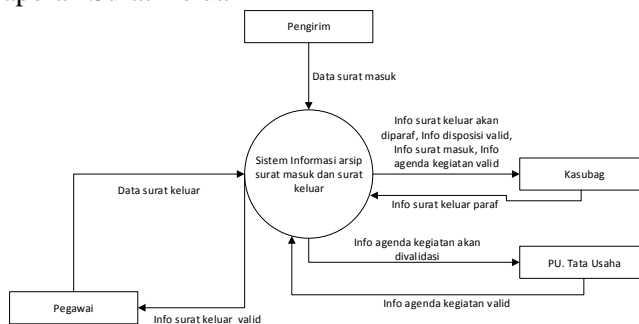 Pengirim
Data surat masuk
Info surat keluar akan
diparaf, Info disposisi valid,
Info surat masuk, Info
agenda kegiatan valid
Sistem Informasi arsip
surat masuk dan surat
keluar
Kasubag
Data surat keluar
Info surat keluar paraf
Info agenda kegiatan akan
divalidasi
PU. Tata Usaha
Pegawai
Info agenda kegiatan valid
Info surat keluar valid